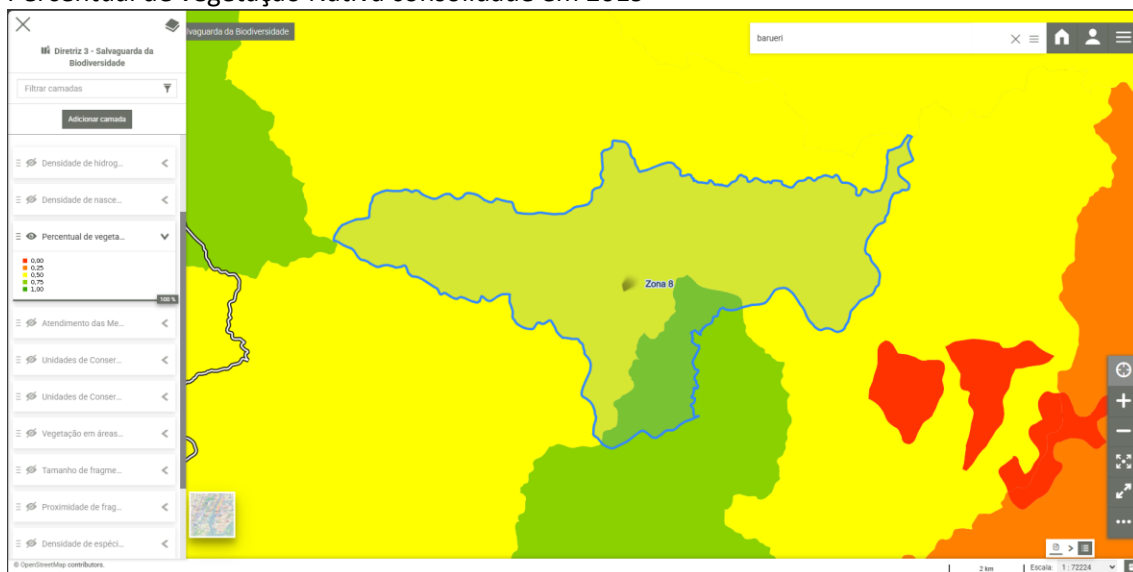 Percentual de vegetação Nativa consolidade em 2019
lvaguarda da Biodiversidade
barueri
Diretriz 3 - Salvaguarda da
Biodiversidade
Filtrar camadas
Adicionar camada
Densidade de hidrog...
Densidade de nasce...
Percentual de vegeta...
0,00
0,25
0,50
0,75
1,00
100 %
Atendimento das Me...
Unidades de Conser...
Unidades de Conser...
Vegetação em áreas...
Tamanho de fragme...
Proximidade de frag...
Densidade de espéci...
Zona 8
© OpenStreetMap contributors.
2 km
Escala: 1 : 72224